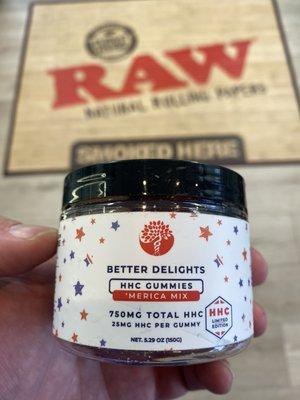 RAW
NATURAL ROLLING PAPERS
SMOKED HERE
BETTER DELIGHTS
HHC GUMMIES
'MERICA MIX
750MG TOTAL HHC
25MG HHC PER GUMMY
NET. 5.29 OZ (150G)
HHC
LIMITED
EDITION